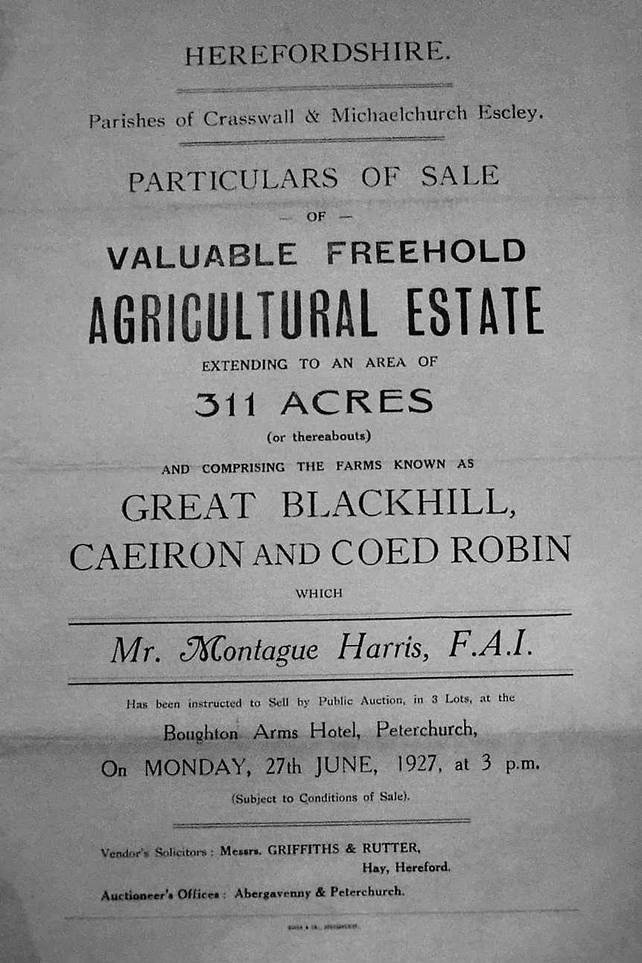 HEREFORDSHIRE.
Parishes of Crasswall & Michaelchurch Escley.
PARTICULARS OF SALE
— OF —
VALUABLE FREEHOLD
AGRICULTURAL ESTATE
EXTENDING TO AN AREA OF
311 ACRES
(or thereabouts)
AND COMPRISING THE FARMS KNOWN AS
GREAT BLACKHILL,
CAEIRON AND COED ROBIN
WHICH
Mr. Montague Harris, F.A.I.
Has been instructed to Sell by Public Auction, in 3 Lots, at the
Boughton Arms Hotel, Peterchurch,
On MONDAY, 27th JUNE, 1927, at 3 p.m.
(Subject to Conditions of Sale).
Vendor's Solicitors : Messrs. GRIFFITHS & RUTTER,
Hay, Hereford.
Auctioneer's Offices : Abergavenny & Peterchurch.